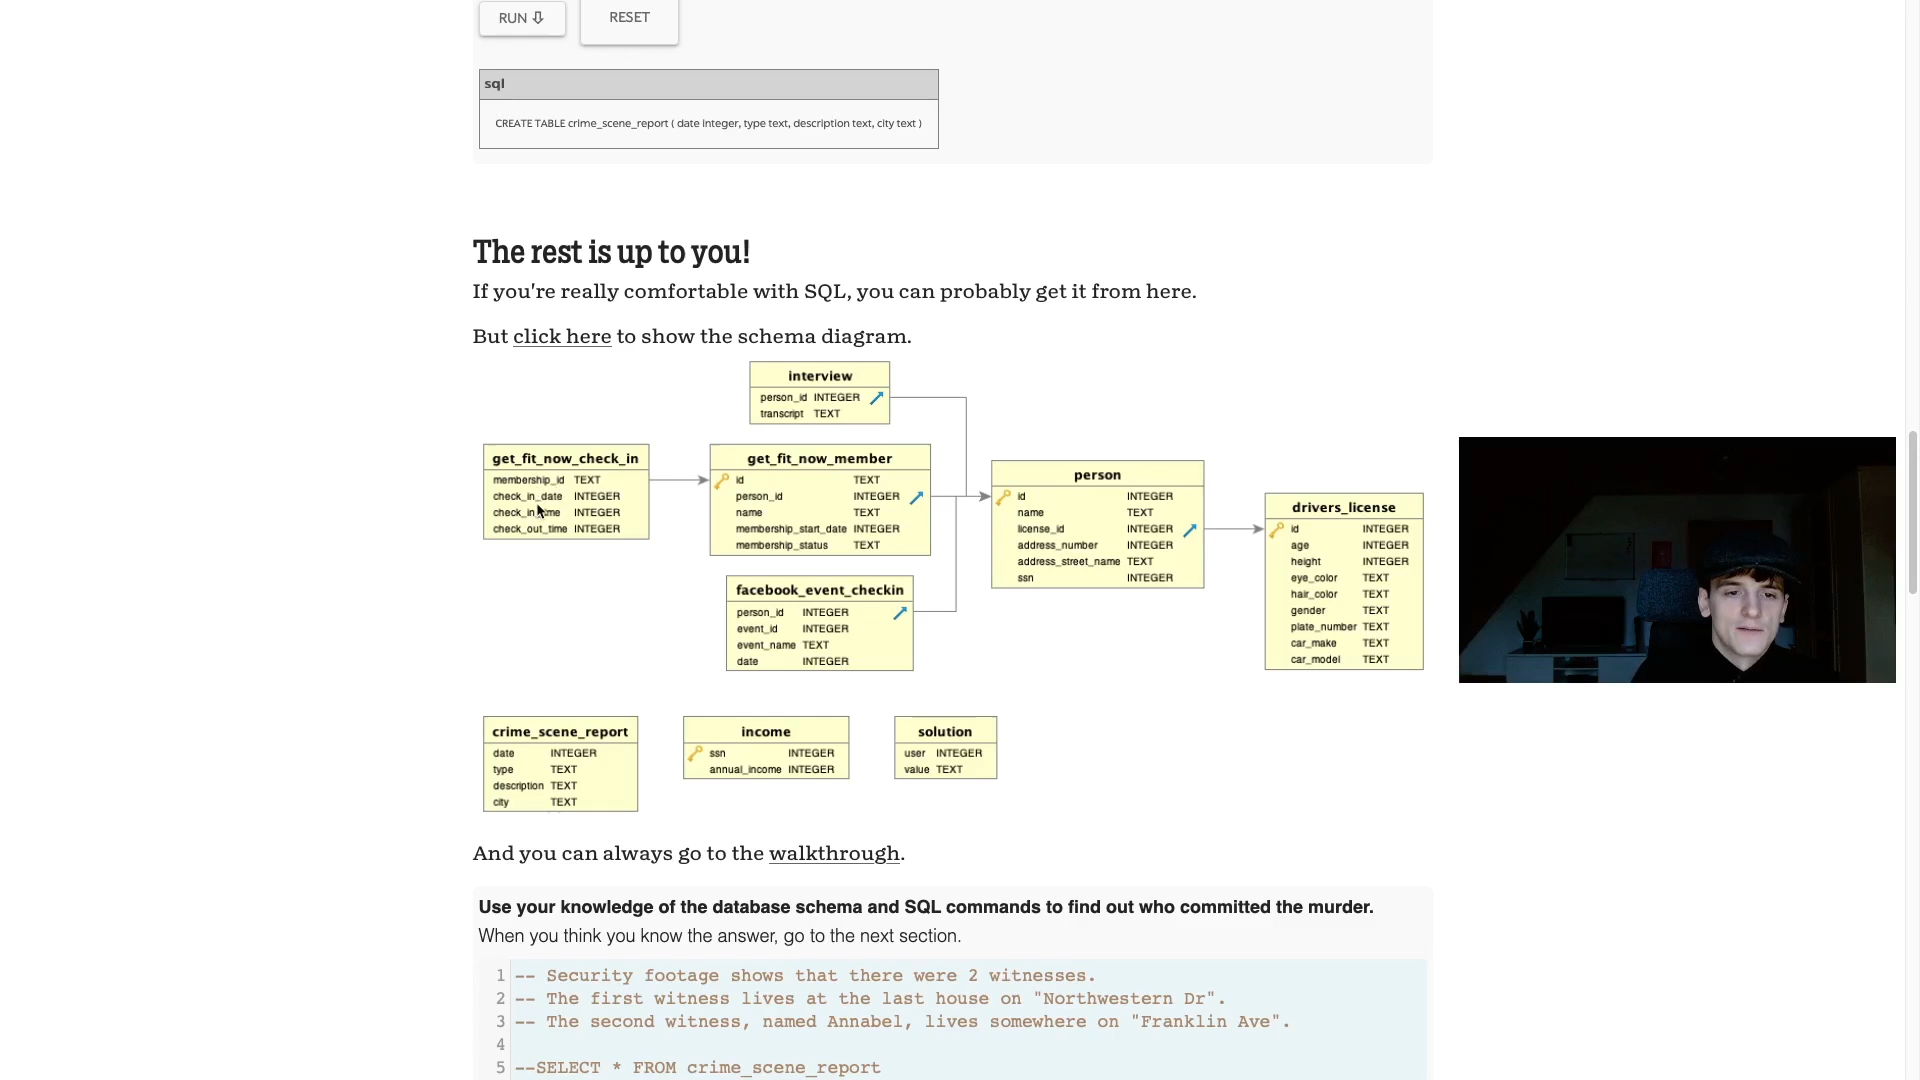 RUN ⇩
RESET
sql
CREATE TABLE crime_scene_report ( date integer, type text, description text, city text )
The rest is up to you!
If you're really comfortable with SQL, you can probably get it from here.
But click here to show the schema diagram.
interview
person_id INTEGER
transcript TEXT
get_fit_now_check_in
membership_id TEXT
check_in_date INTEGER
check_in_time INTEGER
check_out_time INTEGER
get_fit_now_member
id TEXT
person_id INTEGER
name TEXT
membership_start_date INTEGER
membership_status TEXT
person
id INTEGER
name TEXT
license_id INTEGER
address_number INTEGER
address_street_name TEXT
ssn INTEGER
drivers_license
id INTEGER
age INTEGER
height INTEGER
eye_color TEXT
hair_color TEXT
gender TEXT
plate_number TEXT
car_make TEXT
car_model TEXT
facebook_event_checkin
person_id INTEGER
event_id INTEGER
event_name TEXT
date INTEGER
crime_scene_report
date INTEGER
type TEXT
description TEXT
city TEXT
income
ssn INTEGER
annual_income INTEGER
solution
user INTEGER
value TEXT
And you can always go to the walkthrough.
Use your knowledge of the database schema and SQL commands to find out who committed the murder.
When you think you know the answer, go to the next section.
1 -- Security footage shows that there were 2 witnesses.
2 -- The first witness lives at the last house on "Northwestern Dr".
3 -- The second witness, named Annabel, lives somewhere on "Franklin Ave".
4
5 --SELECT * FROM crime_scene_report